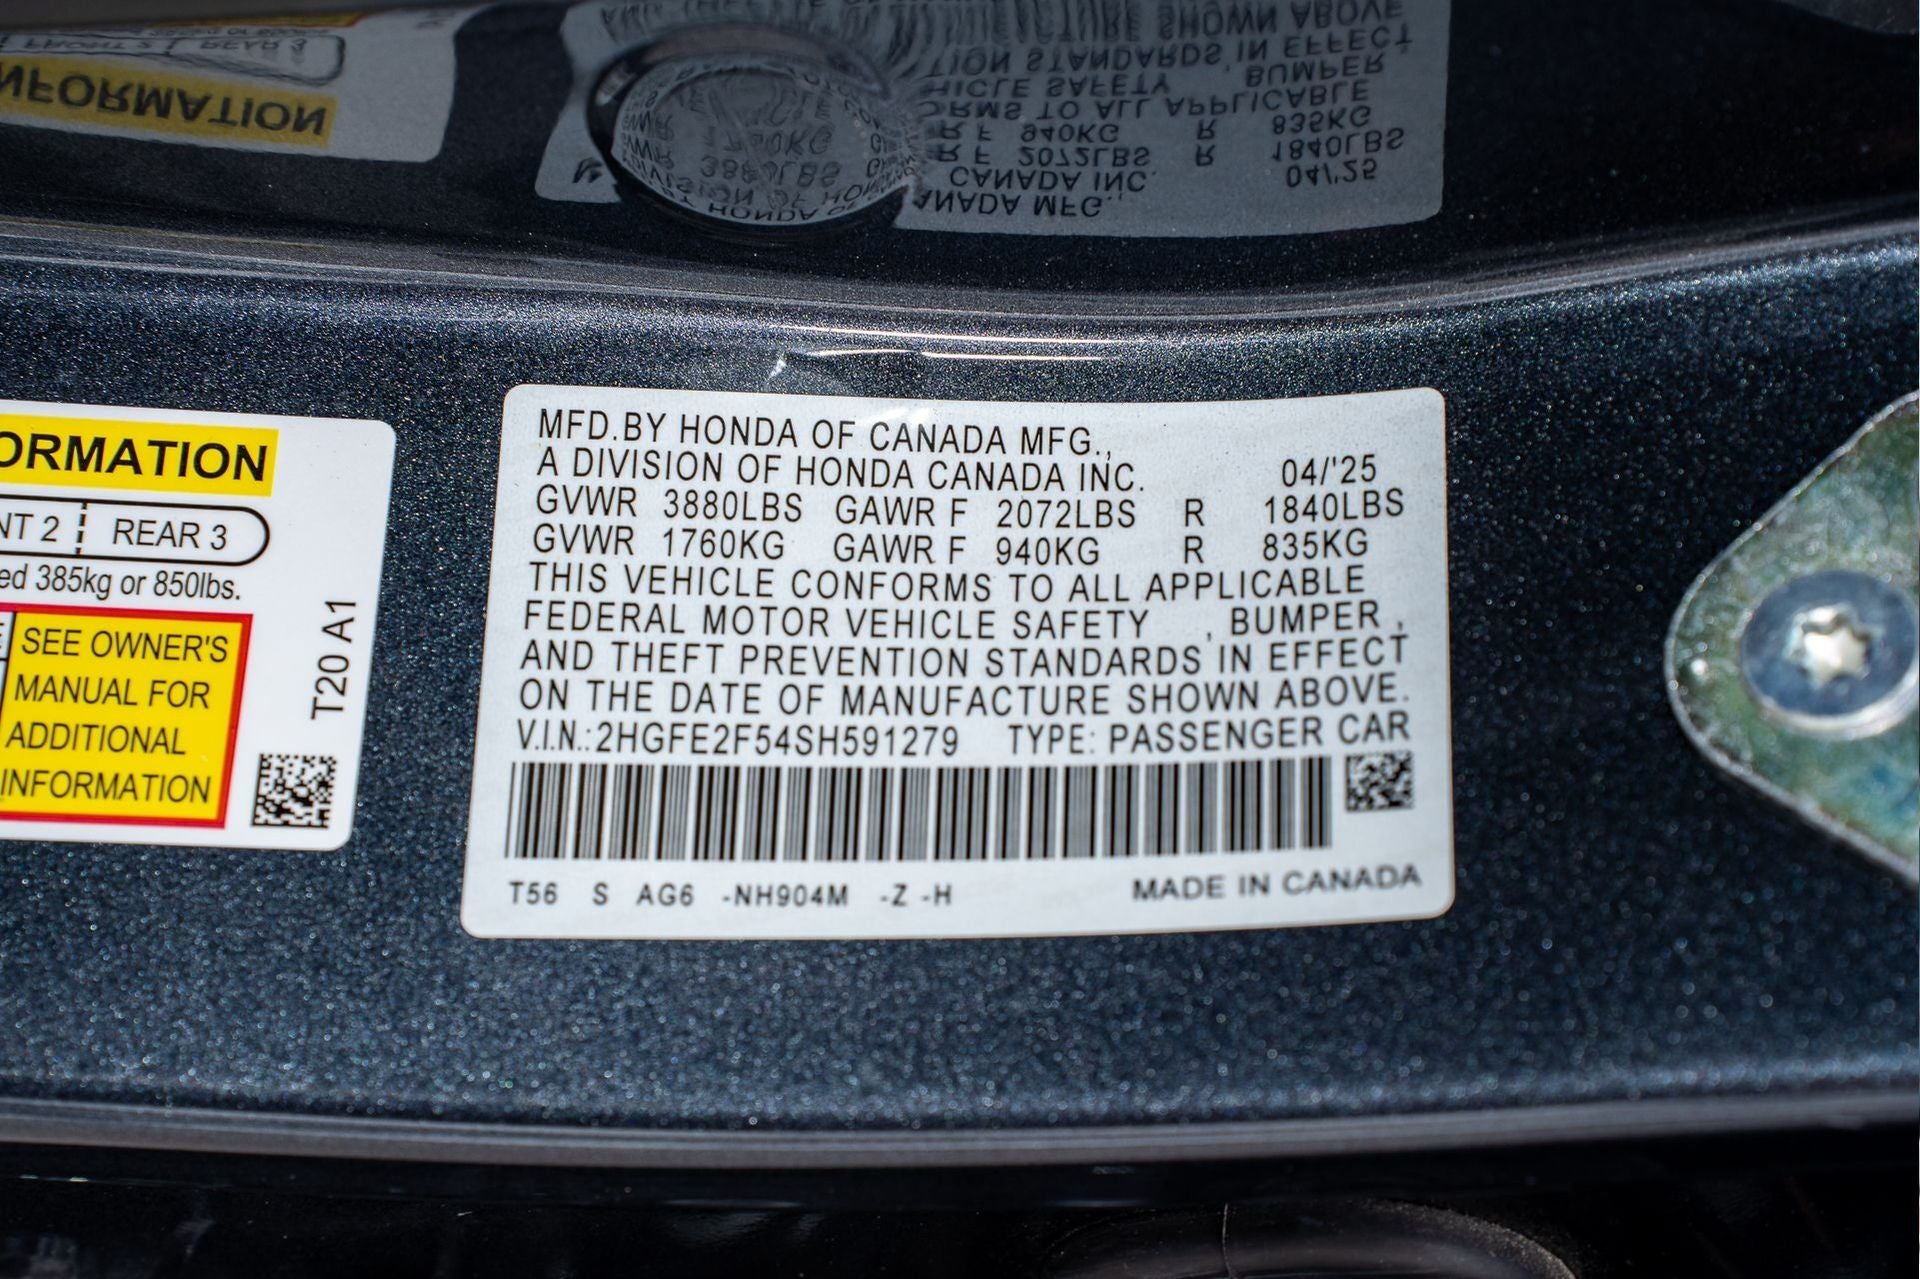 ORMATION
NT 2 REAR 3
ed 385kg or 850lbs.
SEE OWNER'S
MANUAL FOR
ADDITIONAL
INFORMATION
T20 A1
MFD.BY HONDA OF CANADA MFG.,
A DIVISION OF HONDA CANADA INC. 04/'25
GVWR 3880LBS GAWR F 2072LBS R 1840LBS
GVWR 1760KG GAWR F 940KG R 835KG
THIS VEHICLE CONFORMS TO ALL APPLICABLE
FEDERAL MOTOR VEHICLE SAFETY , BUMPER ,
AND THEFT PREVENTION STANDARDS IN EFFECT
ON THE DATE OF MANUFACTURE SHOWN ABOVE.
V.I.N.:2HGFE2F54SH591279 TYPE: PASSENGER CAR
T56 S AG6 -NH904M -Z -H MADE IN CANADA